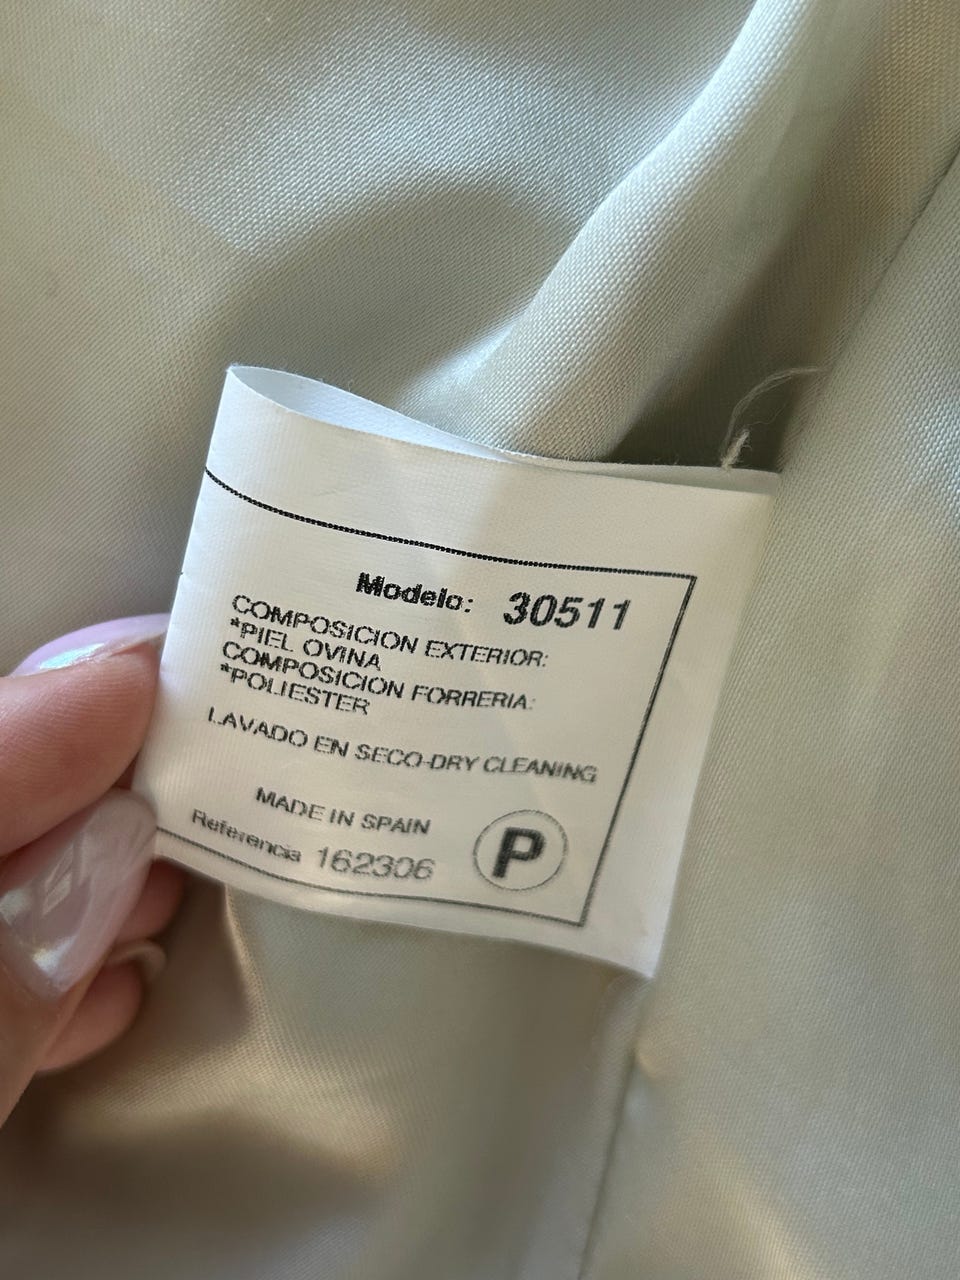 Modelo: 30511
COMPOSICION EXTERIOR:
*PIEL OVINA
COMPOSICION FORRERIA:
*POLIESTER
LAVADO EN SECO-DRY CLEANING
MADE IN SPAIN
Referencia 162306
P